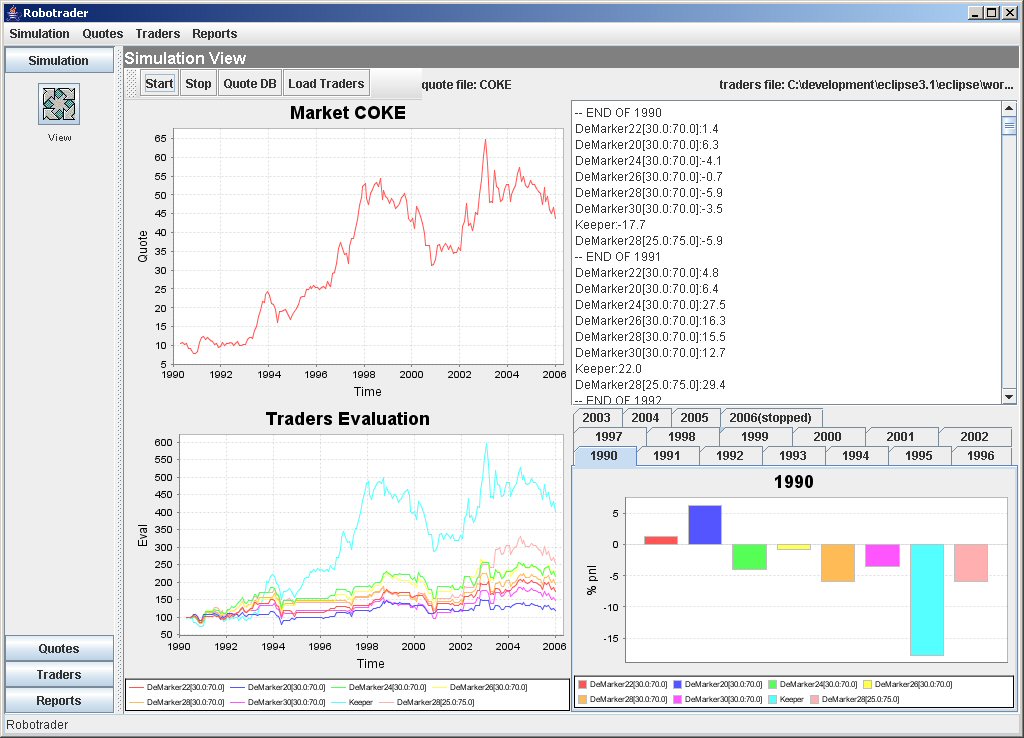 Robotrader
Simulation Quotes Traders Reports
Simulation
View
Simulation View
Start Stop Quote DB Load Traders
quote file: COKE
traders file: C:\development\eclipse3.1\eclipse\wor...
Market COKE
65
60
55
50
45
40
35
30
25
20
15
10
5
Quote
1990 1992 1994 1996 1998 2000 2002 2004 2006
Time
Traders Evaluation
600
550
500
450
400
350
300
250
200
150
100
50
Eval
1990 1992 1994 1996 1998 2000 2002 2004 2006
Time
DeMarker22[30.0:70.0] DeMarker20[30.0:70.0] DeMarker24[30.0:70.0] DeMarker26[30.0:70.0]
DeMarker28[30.0:70.0] DeMarker30[30.0:70.0] Keeper DeMarker28[25.0:75.0]
-- END OF 1990
DeMarker22[30.0:70.0]:1.4
DeMarker20[30.0:70.0]:6.3
DeMarker24[30.0:70.0]:-4.1
DeMarker26[30.0:70.0]:-0.7
DeMarker28[30.0:70.0]:-5.9
DeMarker30[30.0:70.0]:-3.5
Keeper:-17.7
DeMarker28[25.0:75.0]:-5.9
-- END OF 1991
DeMarker22[30.0:70.0]:4.8
DeMarker20[30.0:70.0]:6.4
DeMarker24[30.0:70.0]:27.5
DeMarker26[30.0:70.0]:16.3
DeMarker28[30.0:70.0]:15.5
DeMarker30[30.0:70.0]:12.7
Keeper:22.0
DeMarker28[25.0:75.0]:29.4
-- END OF 1992
2003 2004 2005 2006(stopped)
1997 1998 1999 2000 2001 2002
1990 1991 1992 1993 1994 1995 1996
1990
5
0
-5
-10
-15
% pnl
DeMarker22[30.0:70.0] DeMarker20[30.0:70.0] DeMarker24[30.0:70.0] DeMarker26[30.0:70.0]
DeMarker28[30.0:70.0] DeMarker30[30.0:70.0] Keeper DeMarker28[25.0:75.0]
Quotes
Traders
Reports
Robotrader